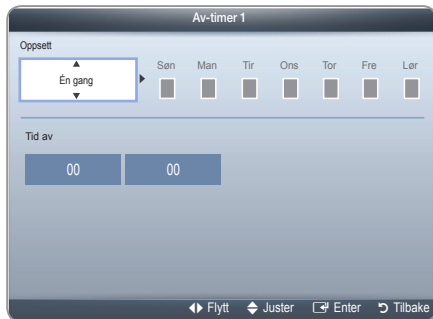 Av-timer 1
Oppsett
Én gang
Søn Man Tir Ons Tor Fre Lør
Tid av
00 00
Flytt Juster Enter Tilbake